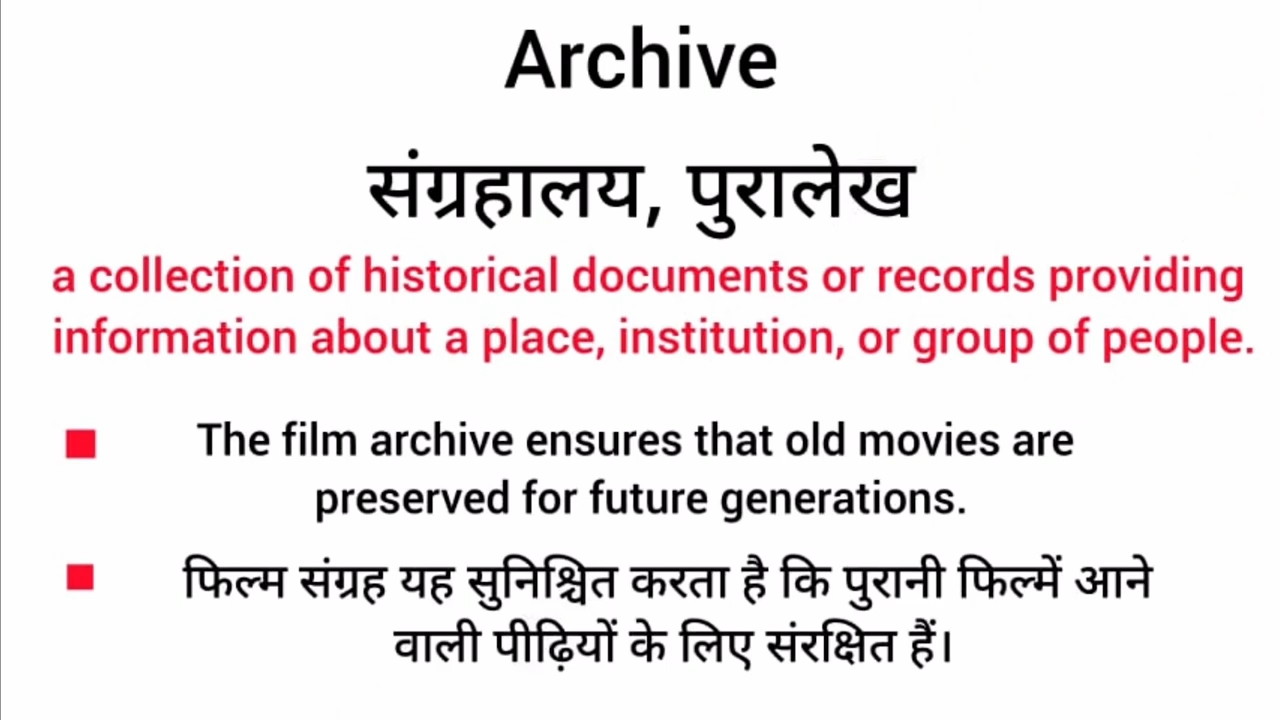 Archive
संग्रहालय, पुरालेख
a collection of historical documents or records providing
information about a place, institution, or group of people.
The film archive ensures that old movies are
preserved for future generations.
फिल्म संग्रह यह सुनिश्चित करता है कि पुरानी फिल्में आने
वाली पीढ़ियों के लिए संरक्षित हैं।